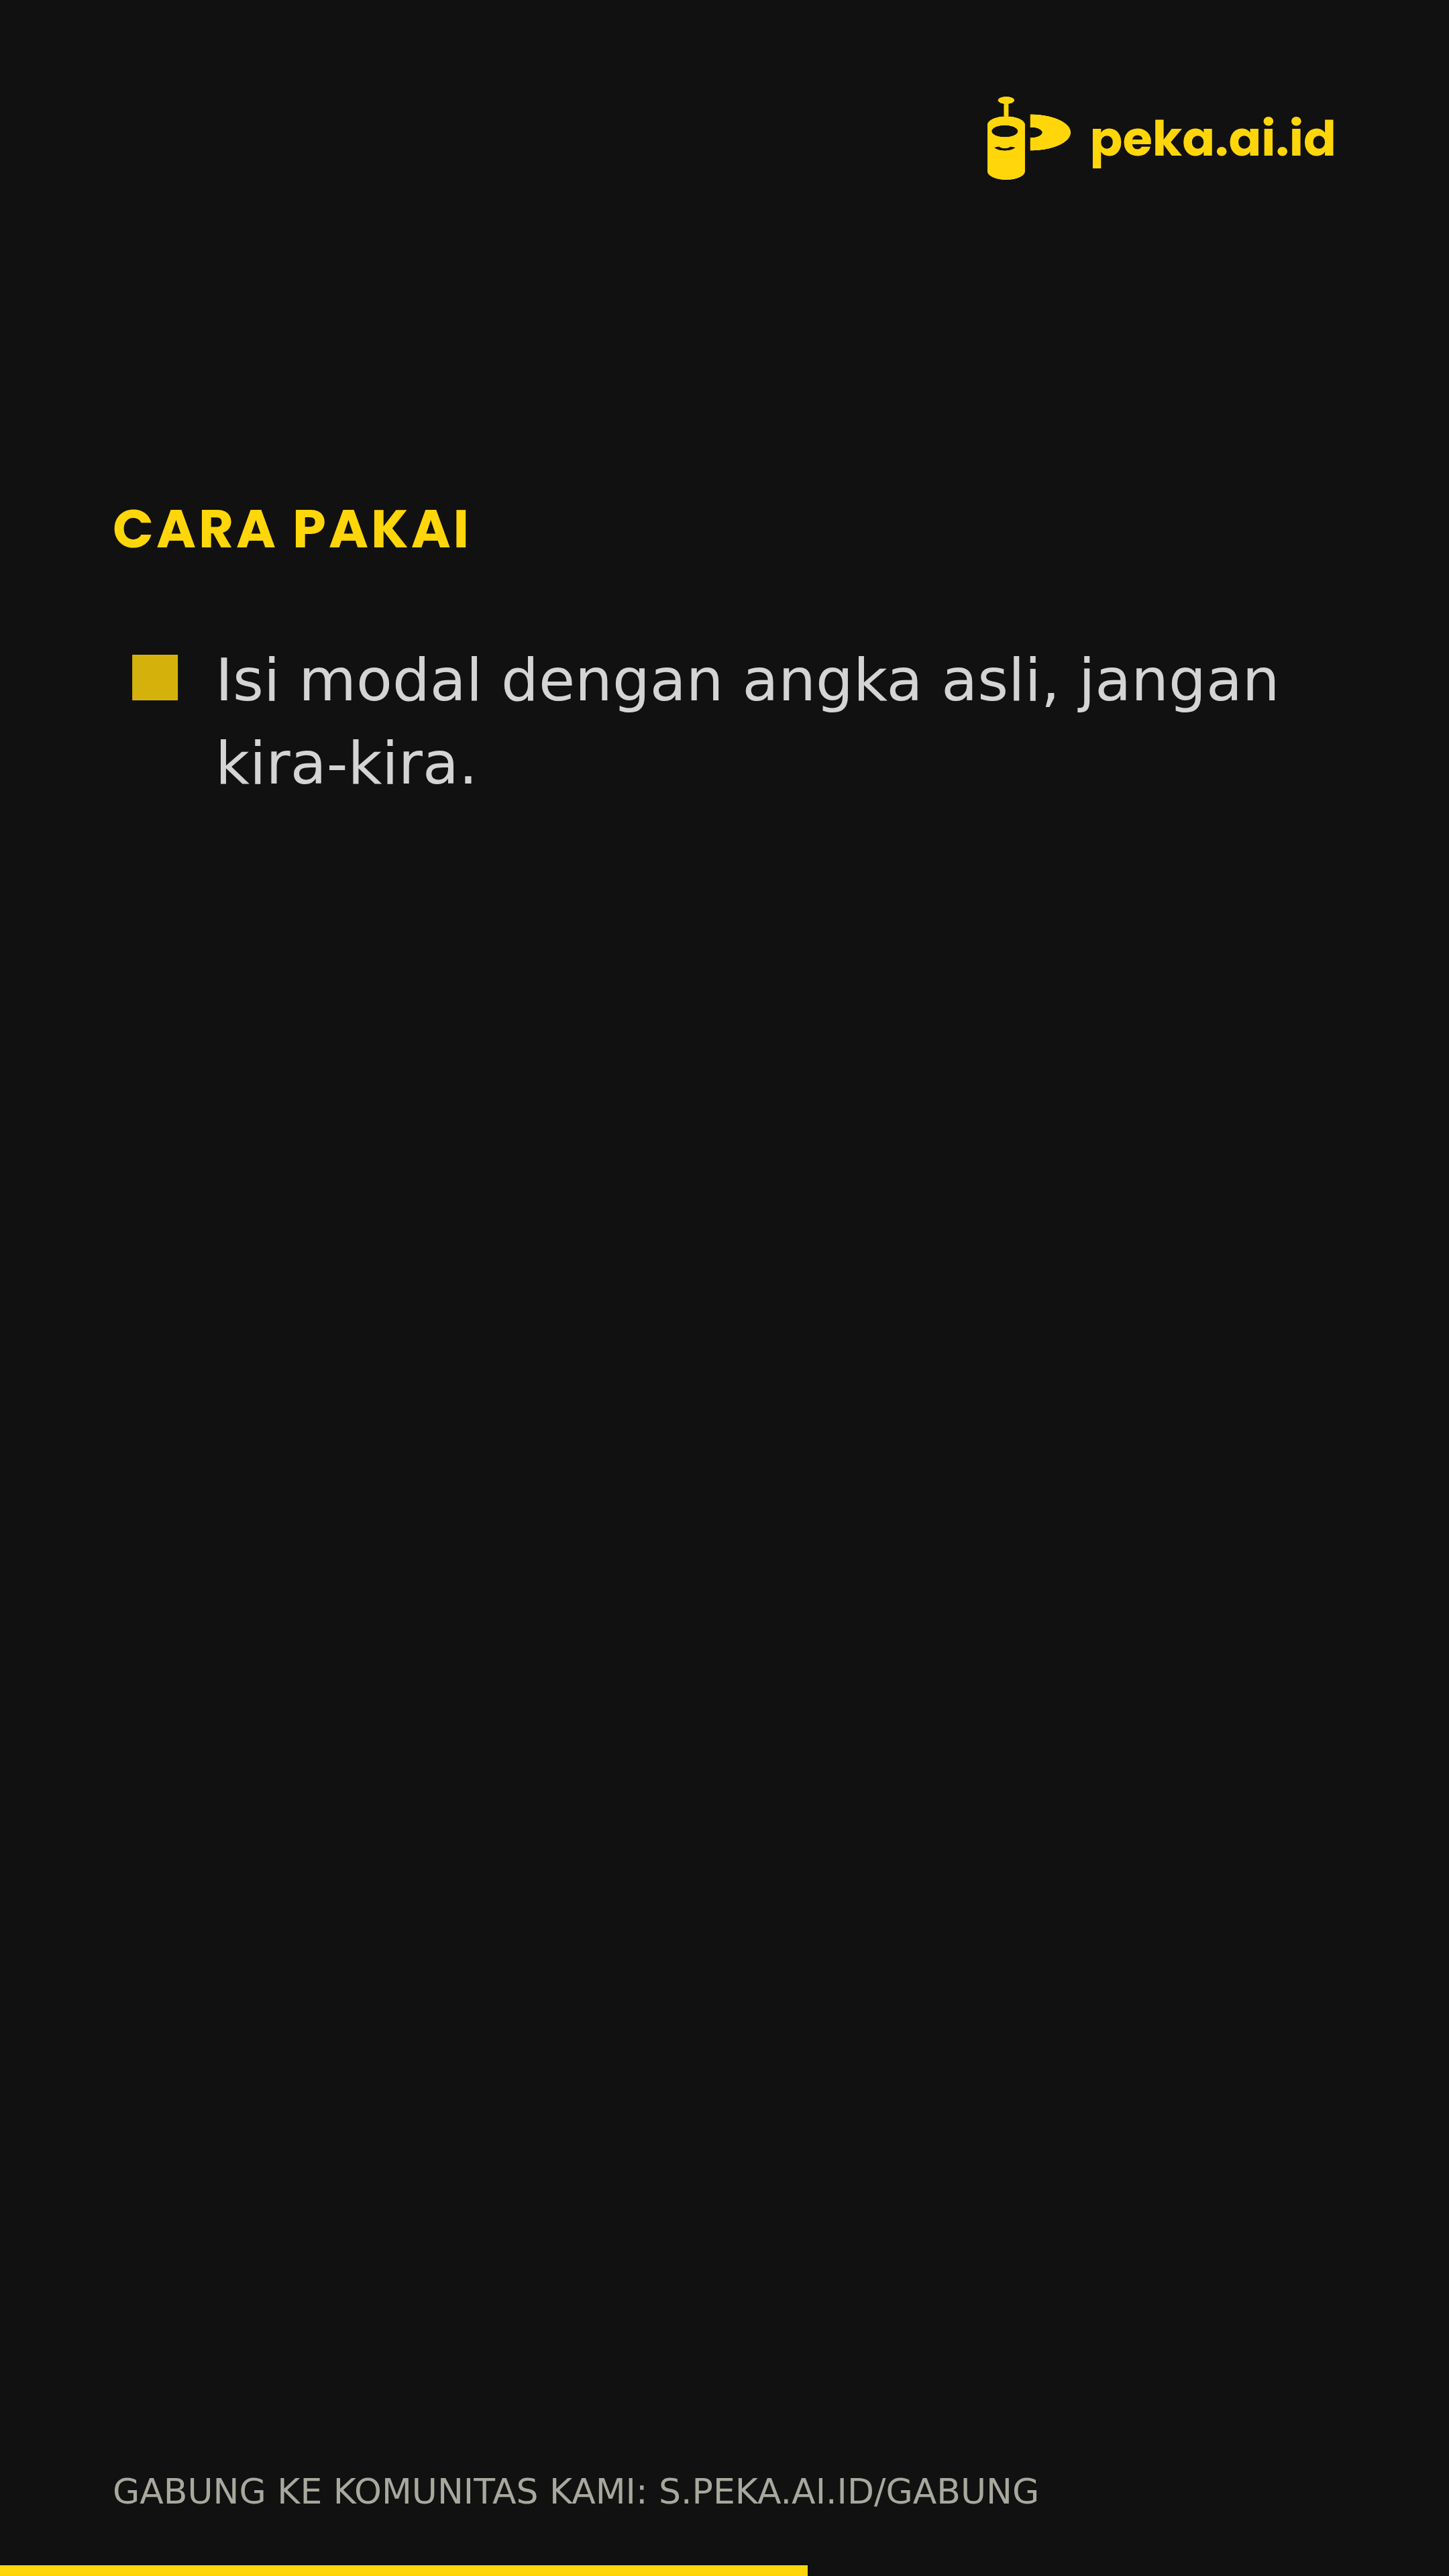 peka.ai.id
CARA PAKAI
Isi modal dengan angka asli, jangan
kira-kira.
GABUNG KE KOMUNITAS KAMI: S.PEKA.AI.ID/GABUNG